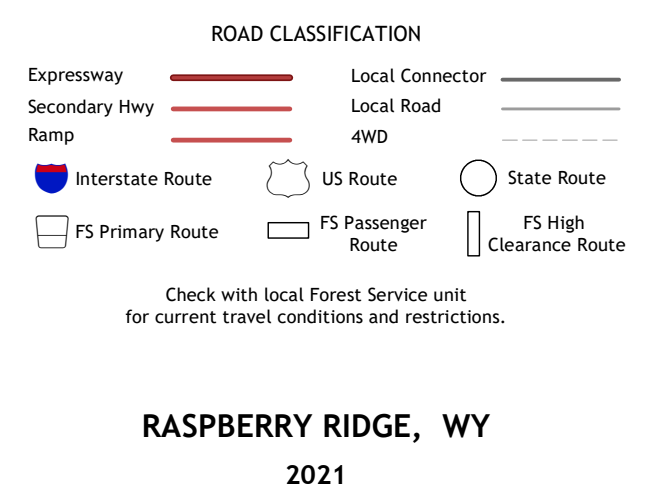 ROAD CLASSIFICATION
Expressway
Local Connector
Secondary Hwy
Local Road
Ramp
4WD
Interstate Route
US Route
State Route
FS Primary Route
FS Passenger
Route
FS High
Clearance Route
Check with local Forest Service unit
for current travel conditions and restrictions.
RASPBERRY RIDGE, WY
2021